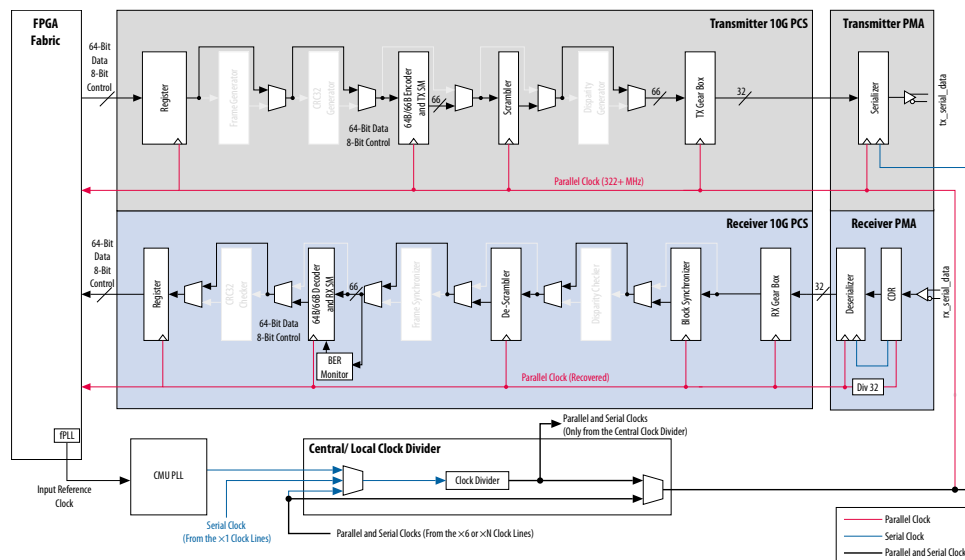 FPGA
Fabric
64-Bit
Data
8-Bit
Control
Transmitter 10G PCS
Transmitter PMA
Register
FrameGenerator
CRC32
Generator
64B/66B Encoder
and TX SM
66
64-Bit Data
8-Bit Control
Scrambler
Disparity
Generator
66
TX Gear Box
32
Serializer
tx_serial_data
Parallel Clock (322+ MHz)
Receiver 10G PCS
Receiver PMA
64-Bit
Data
8-Bit
Control
Register
CRC32
Checker
64-Bit Data
8-Bit Control
64B/66B Decoder
and RX SM
66
BER
Monitor
Frame Synchronizer
De-Scrambler
Disparity Checker
Block Synchronizer
RX Gear Box
32
Deserializer
CDR
rx_serial_data
Div 32
Parallel Clock (Recovered)
fPLL
Input Reference
Clock
CMU PLL
Serial Clock
(From the ×1 Clock Lines)
Central/ Local Clock Divider
Clock Divider
Parallel and Serial Clocks
(Only from the Central Clock Divider)
Parallel and Serial Clocks (From the ×6 or ×N Clock Lines)
Parallel Clock
Serial Clock
Parallel and Serial Clock